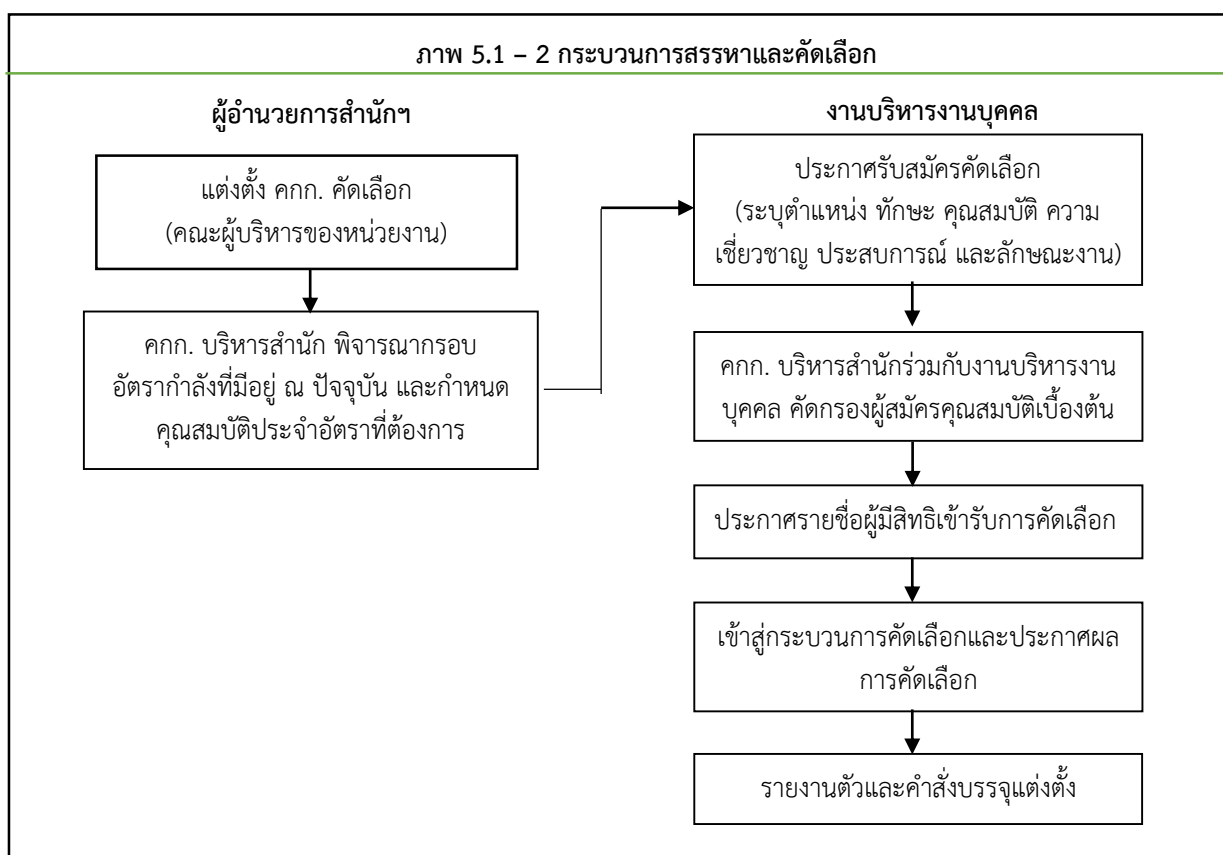 ภาพ 5.1 – 2 กระบวนการสรรหาและคัดเลือก
ผู้อำนวยการสำนักฯ
แต่งตั้ง คกก. คัดเลือก
(คณะผู้บริหารของหน่วยงาน)
คกก. บริหารสำนัก พิจารณากรอบ
อัตรากำลังที่มีอยู่ ณ ปัจจุบัน และกำหนด
คุณสมบัติประจำอัตราที่ต้องการ
งานบริหารงานบุคคล
ประกาศรับสมัครคัดเลือก
(ระบุตำแหน่ง ทักษะ คุณสมบัติ ความ
เชี่ยวชาญ ประสบการณ์ และลักษณะงาน)
คกก. บริหารสำนักร่วมกับงานบริหารงาน
บุคคล คัดกรองผู้สมัครคุณสมบัติเบื้องต้น
ประกาศรายชื่อผู้มีสิทธิเข้ารับการคัดเลือก
เข้าสู่กระบวนการคัดเลือกและประกาศผล
การคัดเลือก
รายงานตัวและคำสั่งบรรจุแต่งตั้ง